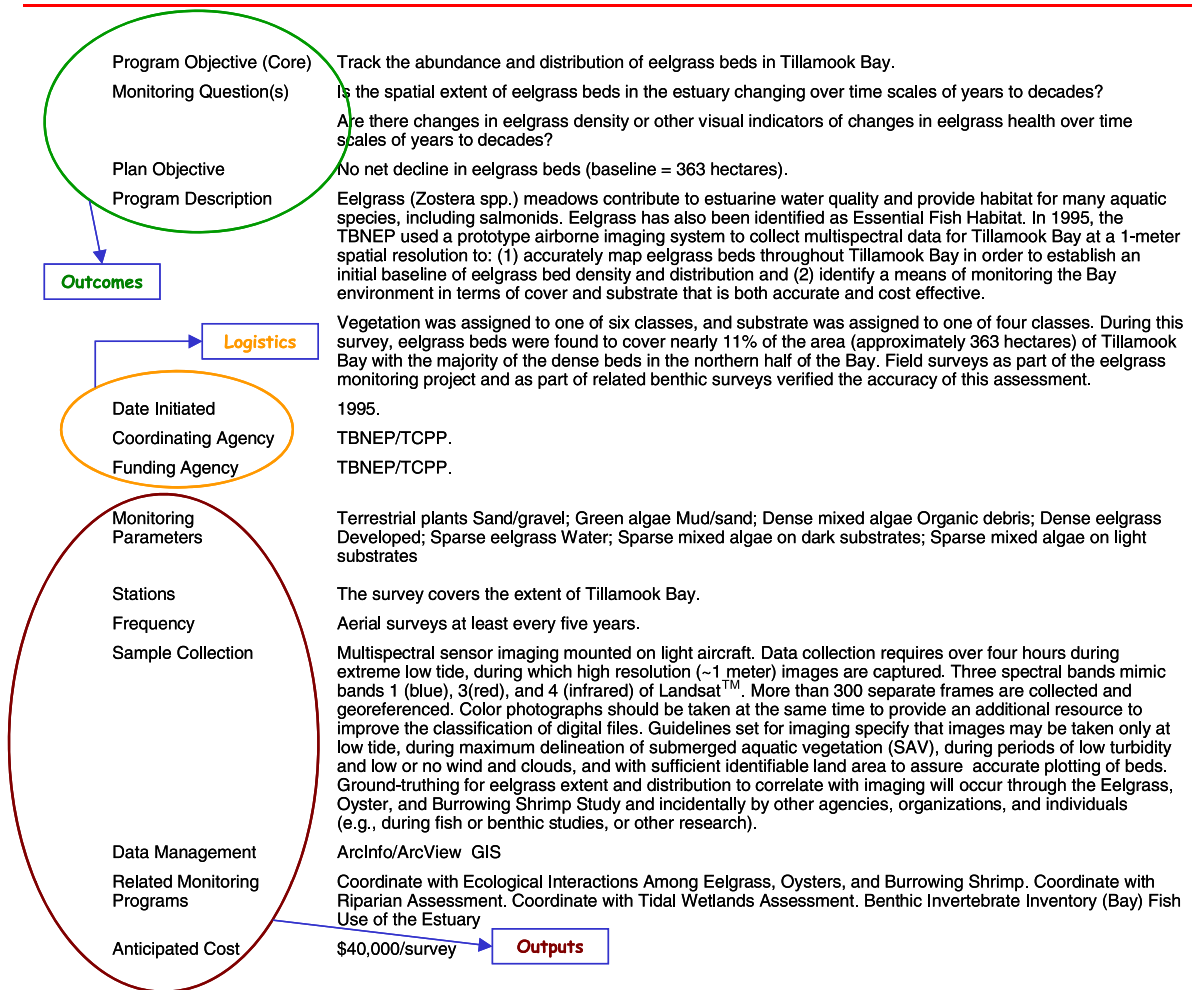 Program Objective (Core) Track the abundance and distribution of eelgrass beds in Tillamook Bay.
Monitoring Question(s) Is the spatial extent of eelgrass beds in the estuary changing over time scales of years to decades?
Are there changes in eelgrass density or other visual indicators of changes in eelgrass health over time
scales of years to decades?
Plan Objective No net decline in eelgrass beds (baseline = 363 hectares).
Program Description Eelgrass (Zostera spp.) meadows contribute to estuarine water quality and provide habitat for many aquatic
species, including salmonids. Eelgrass has also been identified as Essential Fish Habitat. In 1995, the
TBNEP used a prototype airborne imaging system to collect multispectral data for Tillamook Bay at a 1-meter
spatial resolution to: (1) accurately map eelgrass beds throughout Tillamook Bay in order to establish an
initial baseline of eelgrass bed density and distribution and (2) identify a means of monitoring the Bay
environment in terms of cover and substrate that is both accurate and cost effective.
Outcomes
Vegetation was assigned to one of six classes, and substrate was assigned to one of four classes. During this
survey, eelgrass beds were found to cover nearly 11% of the area (approximately 363 hectares) of Tillamook
Bay with the majority of the dense beds in the northern half of the Bay. Field surveys as part of the eelgrass
monitoring project and as part of related benthic surveys verified the accuracy of this assessment.
Logistics
Date Initiated 1995.
Coordinating Agency TBNEP/TCPP.
Funding Agency TBNEP/TCPP.
Monitoring Terrestrial plants Sand/gravel; Green algae Mud/sand; Dense mixed algae Organic debris; Dense eelgrass
Parameters Developed; Sparse eelgrass Water; Sparse mixed algae on dark substrates; Sparse mixed algae on light
substrates
Stations The survey covers the extent of Tillamook Bay.
Frequency Aerial surveys at least every five years.
Sample Collection Multispectral sensor imaging mounted on light aircraft. Data collection requires over four hours during
extreme low tide, during which high resolution (~1 meter) images are captured. Three spectral bands mimic
bands 1 (blue), 3(red), and 4 (infrared) of Landsat™. More than 300 separate frames are collected and
georeferenced. Color photographs should be taken at the same time to provide an additional resource to
improve the classification of digital files. Guidelines set for imaging specify that images may be taken only at
low tide, during maximum delineation of submerged aquatic vegetation (SAV), during periods of low turbidity
and low or no wind and clouds, and with sufficient identifiable land area to assure accurate plotting of beds.
Ground-truthing for eelgrass extent and distribution to correlate with imaging will occur through the Eelgrass,
Oyster, and Burrowing Shrimp Study and incidentally by other agencies, organizations, and individuals
(e.g., during fish or benthic studies, or other research).
Data Management ArcInfo/ArcView GIS
Related Monitoring Coordinate with Ecological Interactions Among Eelgrass, Oysters, and Burrowing Shrimp. Coordinate with
Programs Riparian Assessment. Coordinate with Tidal Wetlands Assessment. Benthic Invertebrate Inventory (Bay) Fish
Use of the Estuary
Anticipated Cost $40,000/survey
Outputs